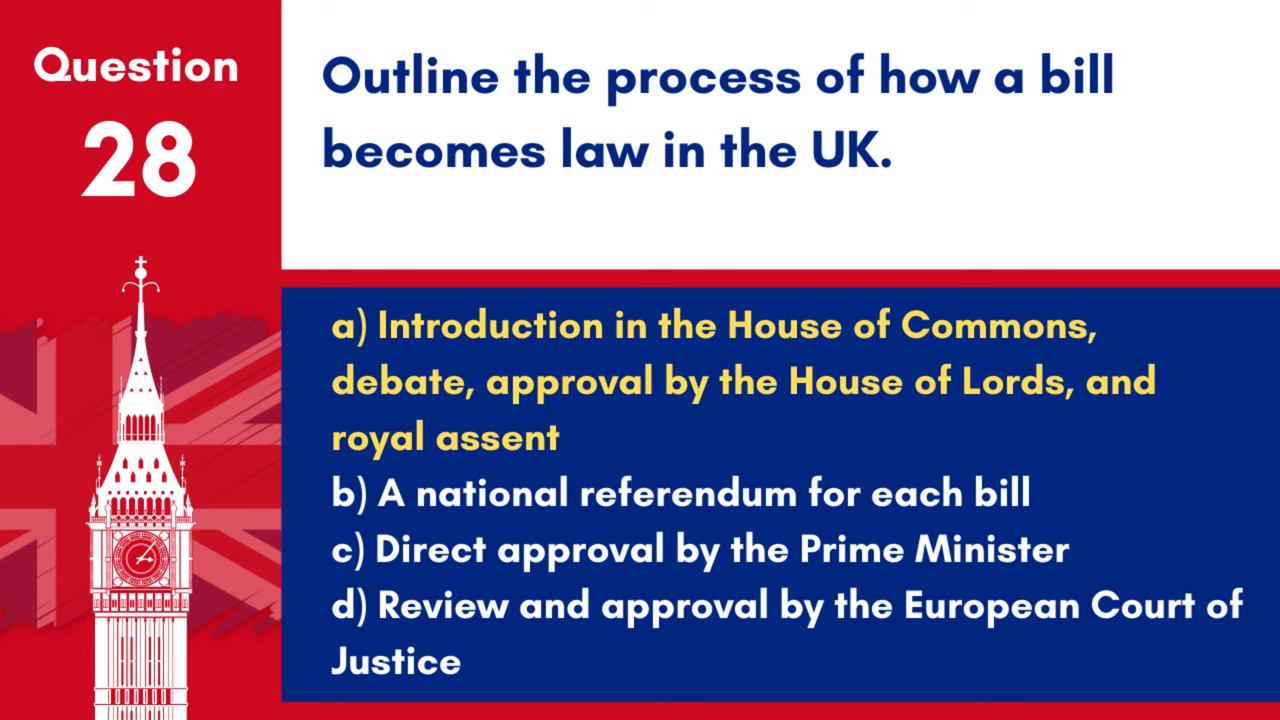 Question
28
Outline the process of how a bill
becomes law in the UK.
a) Introduction in the House of Commons,
debate, approval by the House of Lords, and
royal assent
b) A national referendum for each bill
c) Direct approval by the Prime Minister
d) Review and approval by the European Court of
Justice